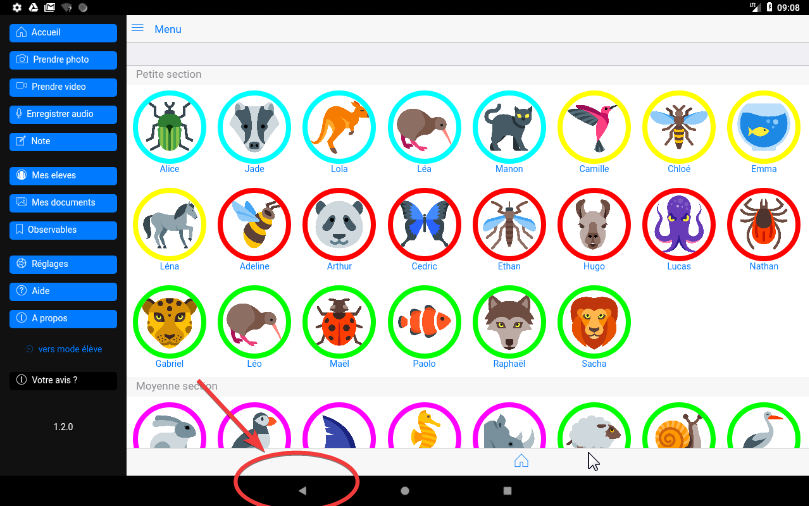 LTE 09:08
Accueil
Prendre photo
Prendre video
Enregistrer audio
Note
Mes eleves
Mes documents
Observables
Réglages
Aide
A propos
vers mode élève
Votre avis ?
1.2.0
Menu
Petite section
Alice Jade Lola Léa Manon Camille Chloé Emma
Léna Adeline Arthur Cedric Ethan Hugo Lucas Nathan
Gabriel Léo Maël Paolo Raphaël Sacha
Moyenne section